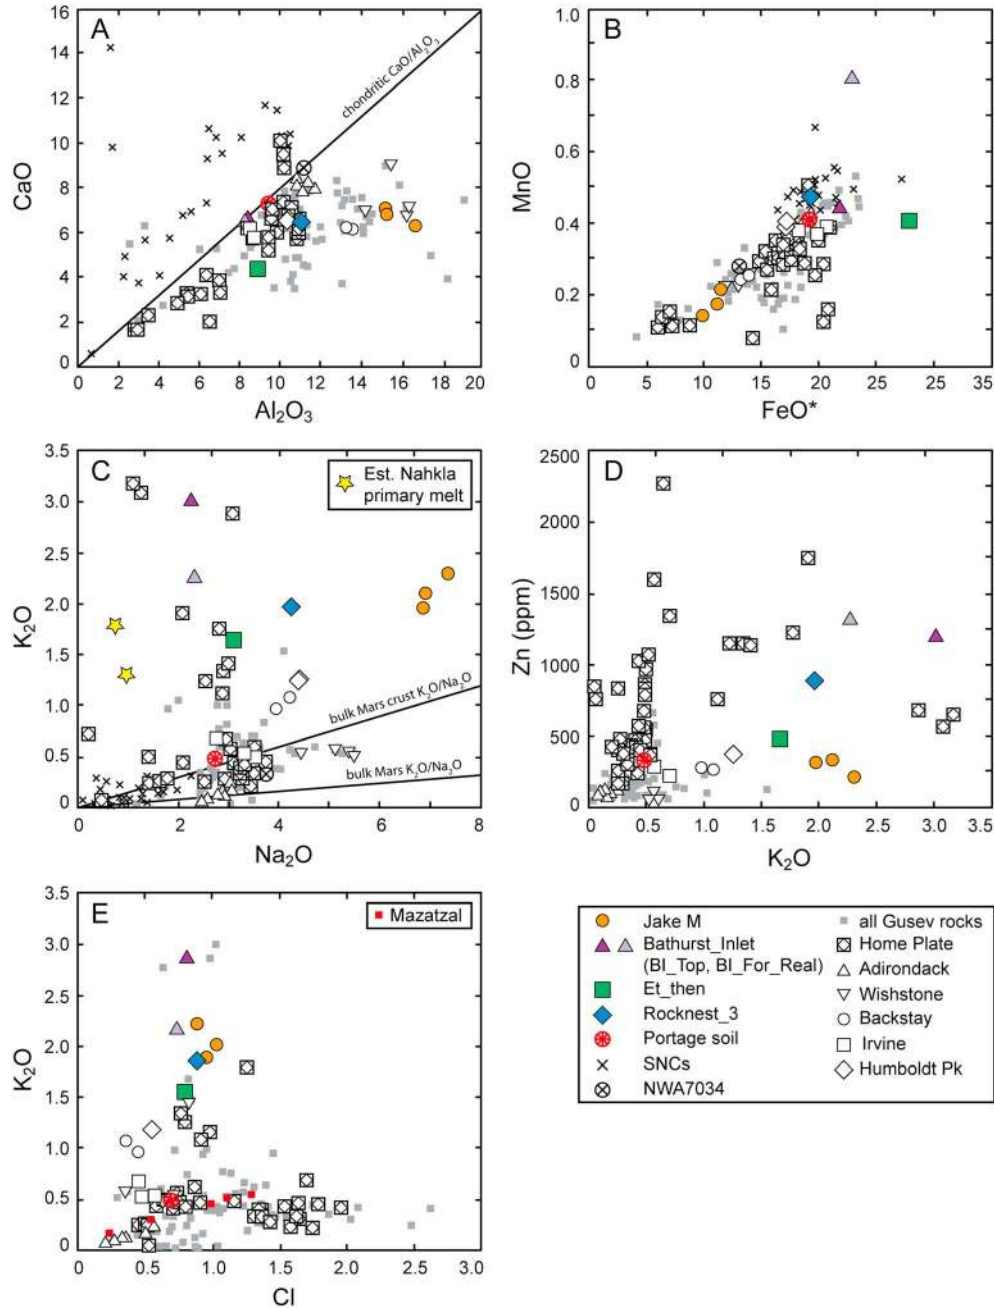 A
16
14
12
10
8
6
4
2
0
CaO
chondritic CaO/Al2O3
0 2 4 6 8 10 12 14 16 18 20
Al2O3
B
1.0
0.8
0.6
0.4
0.2
0
MnO
0 5 10 15 20 25 35
FeO*
C
3.5
3.0
2.5
2.0
1.5
1.0
0.5
0
K2O
Est. Nahkla
primary melt
bulk Mars crust K2O/Na2O
bulk Mars K2O/Na2O
0 2 4 6 8
Na2O
D
2500
2000
1500
1000
500
0
Zn (ppm)
0 0.5 1.0 1.5 2.0 2.5 3.0 3.5
K2O
E
3.5
3.0
2.5
2.0
1.5
1.0
0.5
0
K2O
Mazatzal
0 0.5 1.0 1.5 2.0 2.5 3.0
Cl
Jake M
Bathurst_Inlet
(BI_Top, BI_For_Real)
Et_then
Rocknest_3
Portage soil
SNCs
NWA7034
all Gusev rocks
Home Plate
Adirondack
Wishstone
Backstay
Irvine
Humboldt Pk